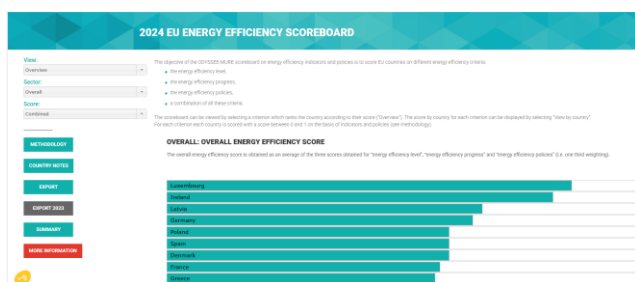 2024 EU ENERGY EFFICIENCY SCOREBOARD
View:
Overview
Sector:
Overall
Score:
Combined
METHODOLOGY
COUNTRY NOTES
EXPORT
EXPORT 2023
SUMMARY
MORE INFORMATION
The objective of the ODYSSEE-MURE scoreboard on energy efficiency indicators and policies is to score EU countries on different energy efficiency criteria:
the energy efficiency level,
the energy efficiency progress,
the energy efficiency policies,
a combination of all these criteria.
The scoreboard can be viewed by selecting a criterion which ranks the country according to their score ("Overview"). The score by country for each criterion can be displayed by selecting "View by country".
For each criterion each country is scored with a score between 0 and 1 on the basis of indicators and policies (see methodology).
OVERALL: OVERALL ENERGY EFFICIENCY SCORE
The overall energy efficiency score is obtained as an average of the three scores obtained for "energy efficiency level", "energy efficiency progress" and "energy efficiency policies" (i.e. one third weighting).
Luxembourg
Ireland
Latvia
Germany
Poland
Spain
Denmark
France
Greece